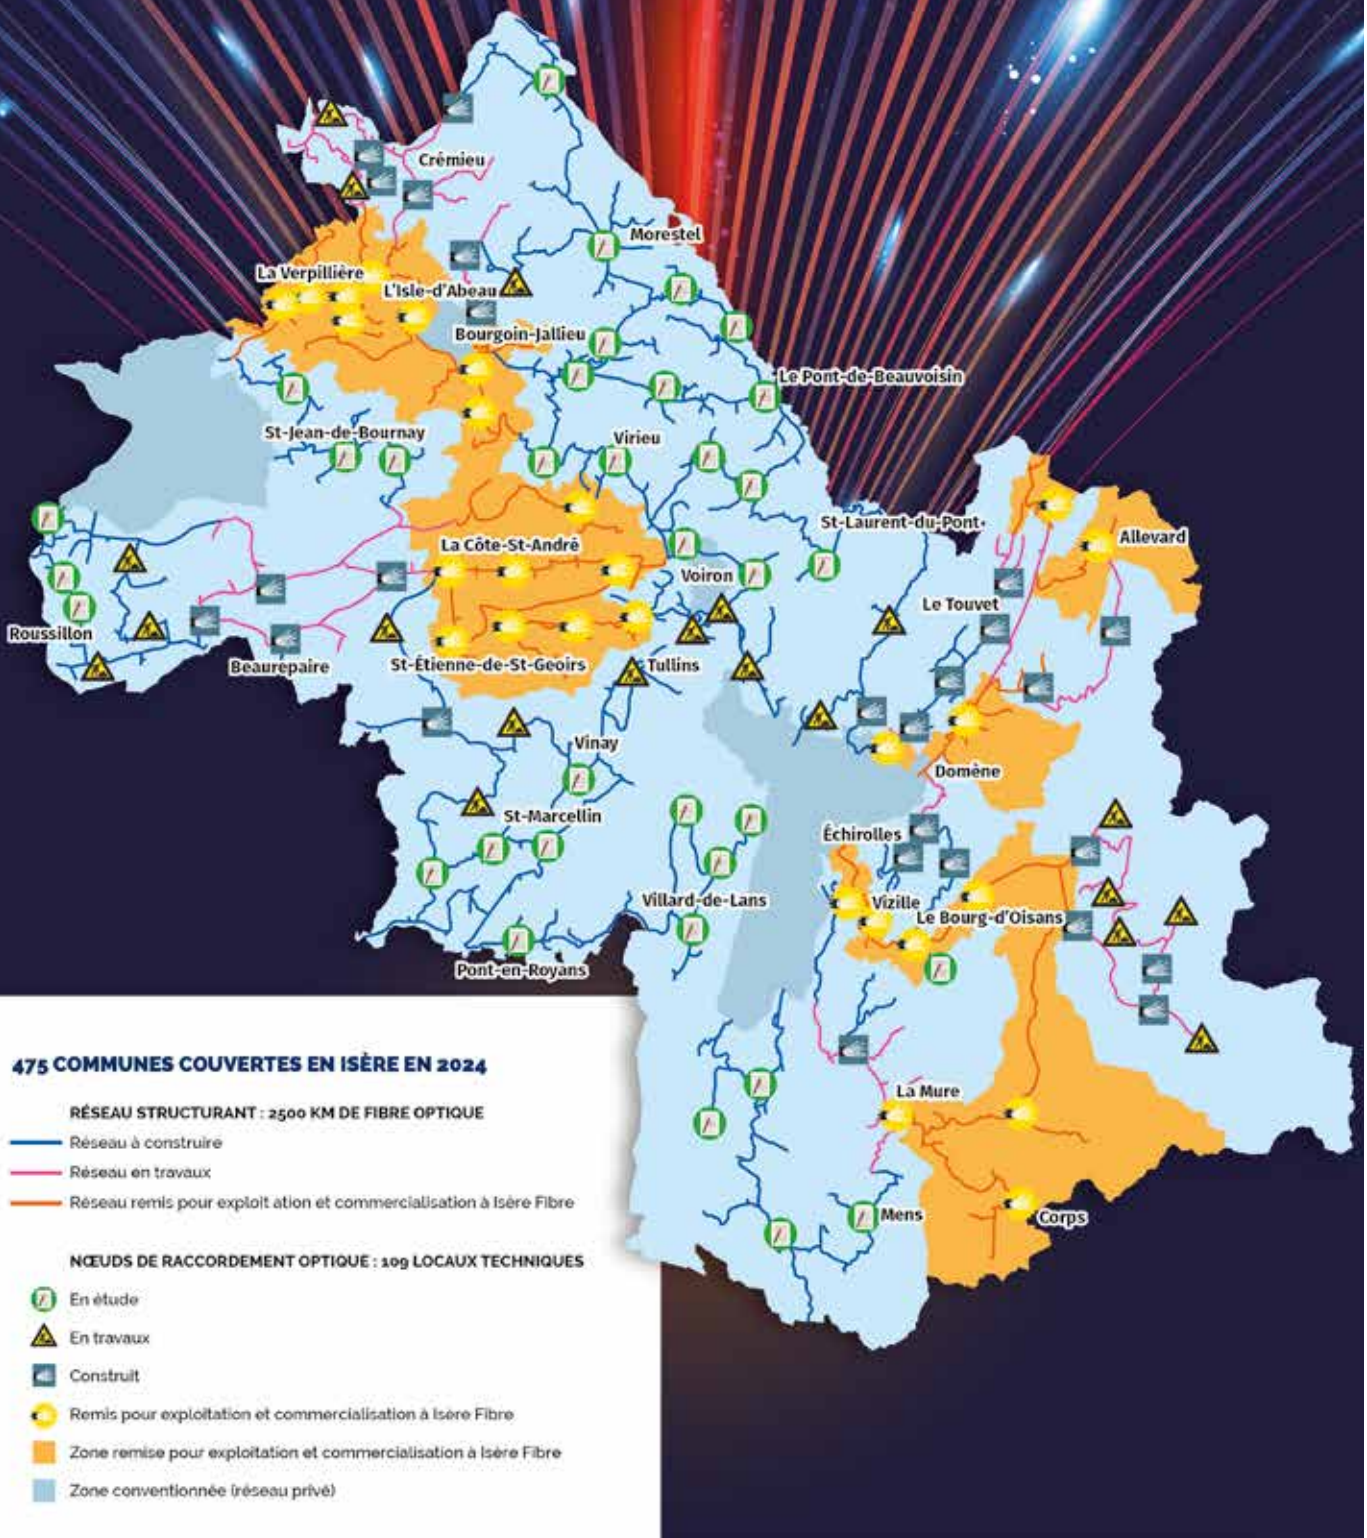 Crémieu
Morestel
La Verpillière
L'Isle-d'Abeau
Bourgoin-Jallieu
Le Pont-de-Beauvoisin
St-Jean-de-Bournay
Virieu
St-Laurent-du-Pont
Allevard
La Côte-St-André
Voiron
Le Touvet
Roussillon
Beaurepaire
St-Étienne-de-St-Geoirs
Tullins
Vinay
Domène
St-Marcellin
Échirolles
Villard-de-Lans
Vizille
Le Bourg-d'Oisans
Pont-en-Royans
La Mure
Mens
Corps
475 COMMUNES COUVERTES EN ISÈRE EN 2024
RÉSEAU STRUCTURANT : 2500 KM DE FIBRE OPTIQUE
Réseau à construire
Réseau en travaux
Réseau remis pour exploit ation et commercialisation à Isère Fibre
NŒUDS DE RACCORDEMENT OPTIQUE : 109 LOCAUX TECHNIQUES
En étude
En travaux
Construit
Remis pour exploitation et commercialisation à Isère Fibre
Zone remise pour exploitation et commercialisation à Isère Fibre
Zone conventionnée (réseau privé)